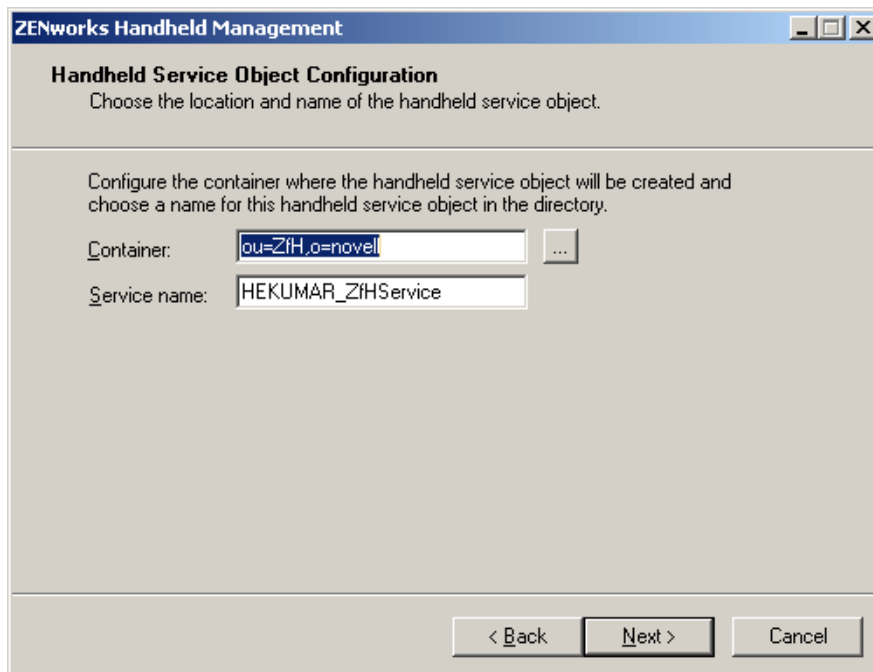 ZENworks Handheld Management
Handheld Service Object Configuration
Choose the location and name of the handheld service object.
Configure the container where the handheld service object will be created and
choose a name for this handheld service object in the directory.
Container: ou=ZfH,o=novell ...
Service name: HEKUMAR_ZfHService
< Back Next > Cancel